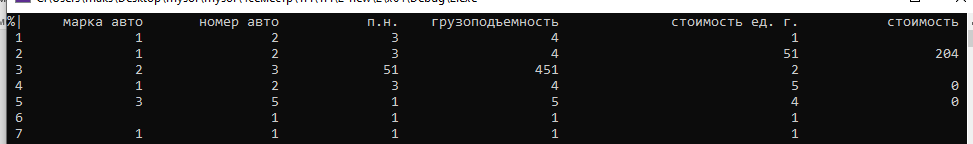 %| марка авто номер авто п.н. грузоподъемность стоимость ед. г. стоимость
1 1 2 3 4 1
2 1 2 3 4 51 204
3 2 3 51 451 2
4 1 2 3 4 5 0
5 3 5 1 5 4 0
6 1 1 1 1
7 1 1 1 1 1